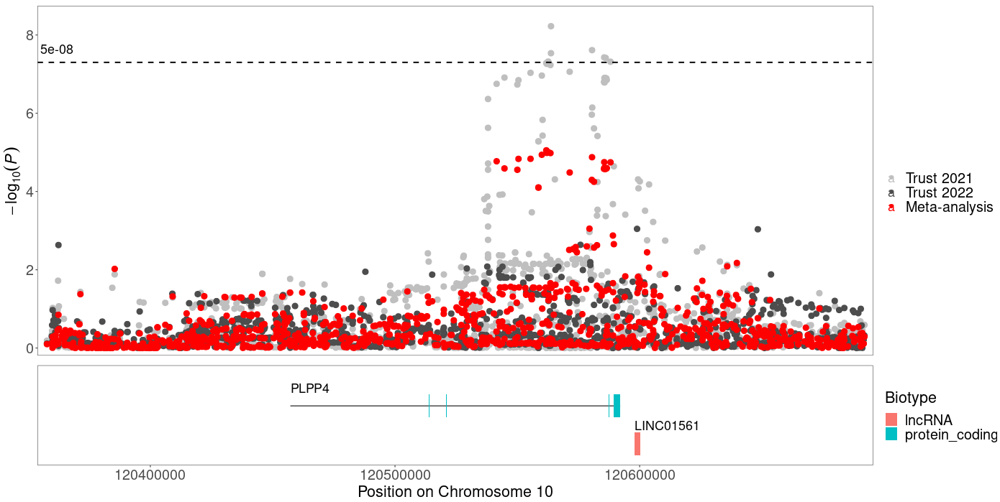 8
5e-08
6
4
2
0
−log10(P)
a Trust 2021
a Trust 2022
a Meta-analysis
PLPP4
LINC01561
Biotype
lncRNA
protein_coding
120400000
120500000
120600000
Position on Chromosome 10